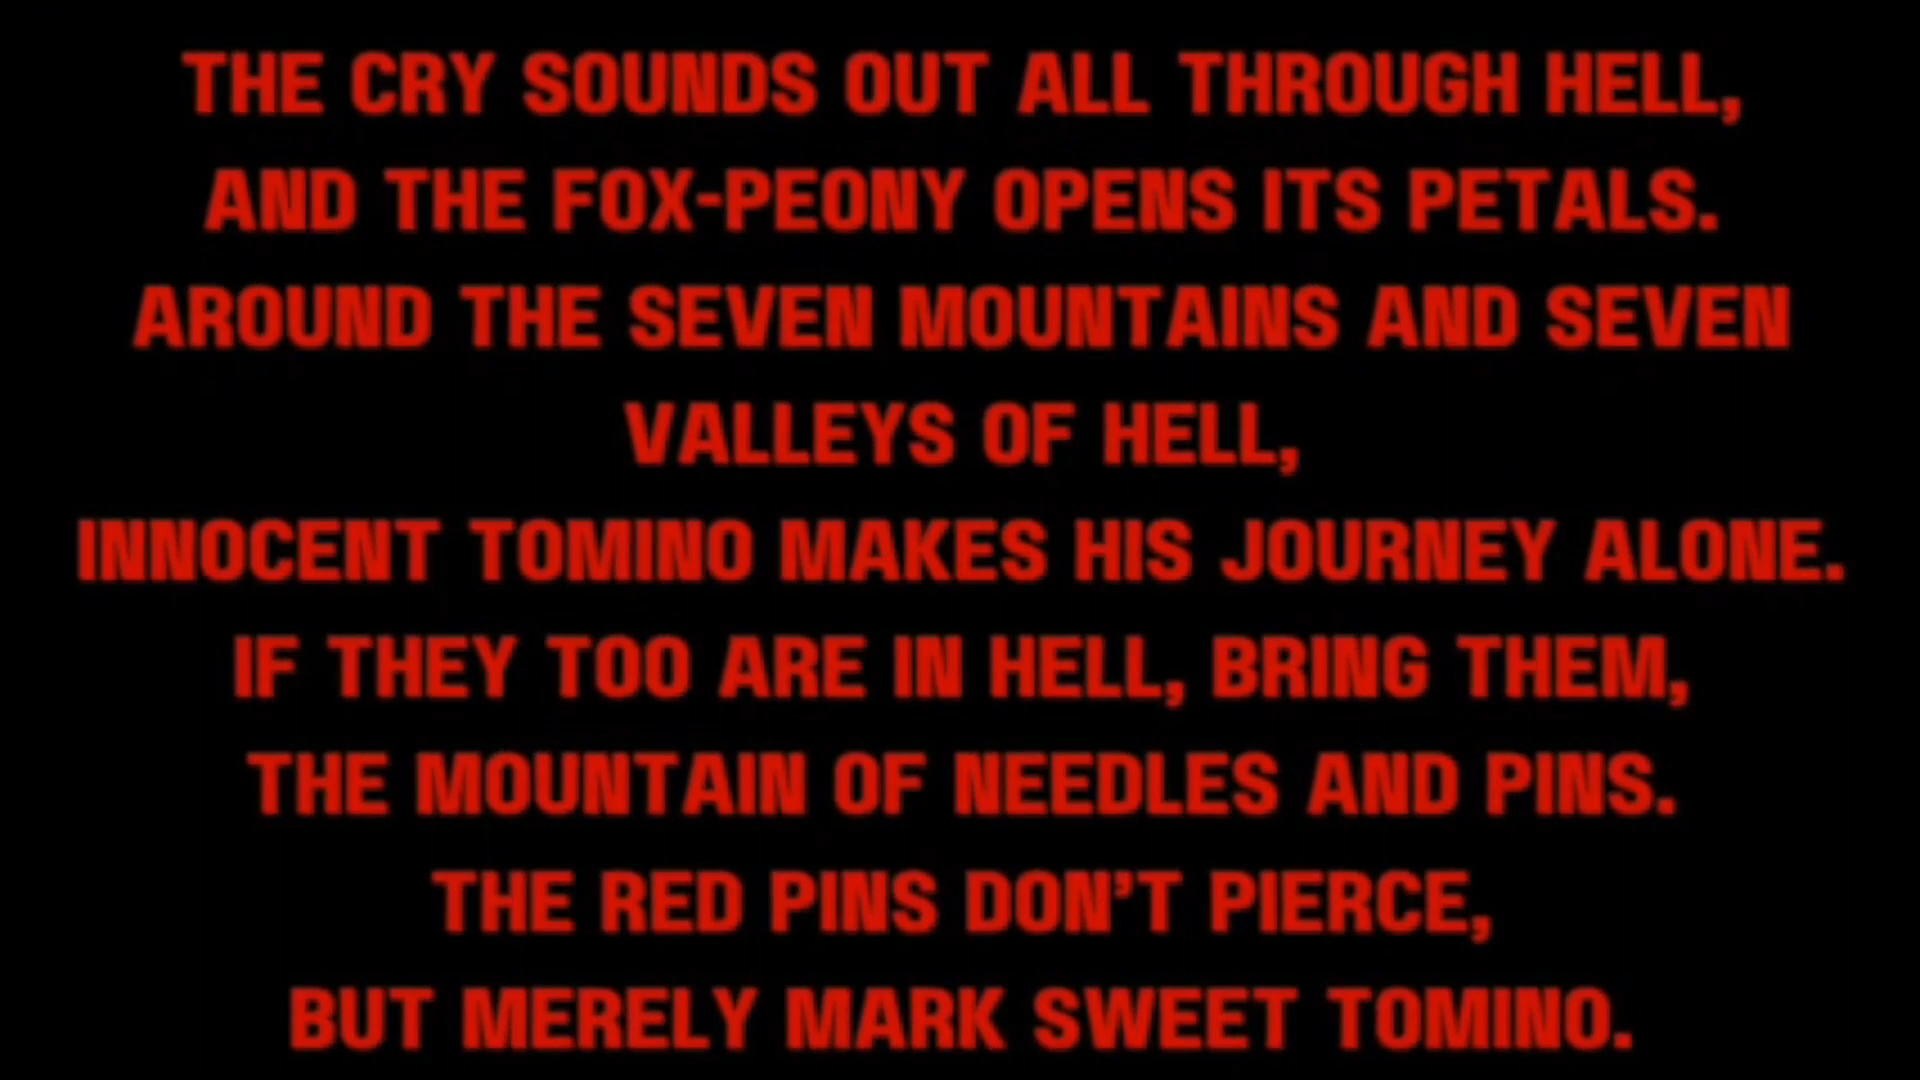 THE CRY SOUNDS OUT ALL THROUGH HELL,
AND THE FOX-PEONY OPENS ITS PETALS.
AROUND THE SEVEN MOUNTAINS AND SEVEN
VALLEYS OF HELL,
INNOCENT TOMINO MAKES HIS JOURNEY ALONE.
IF THEY TOO ARE IN HELL, BRING THEM,
THE MOUNTAIN OF NEEDLES AND PINS.
THE RED PINS DON’T PIERCE,
BUT MERELY MARK SWEET TOMINO.